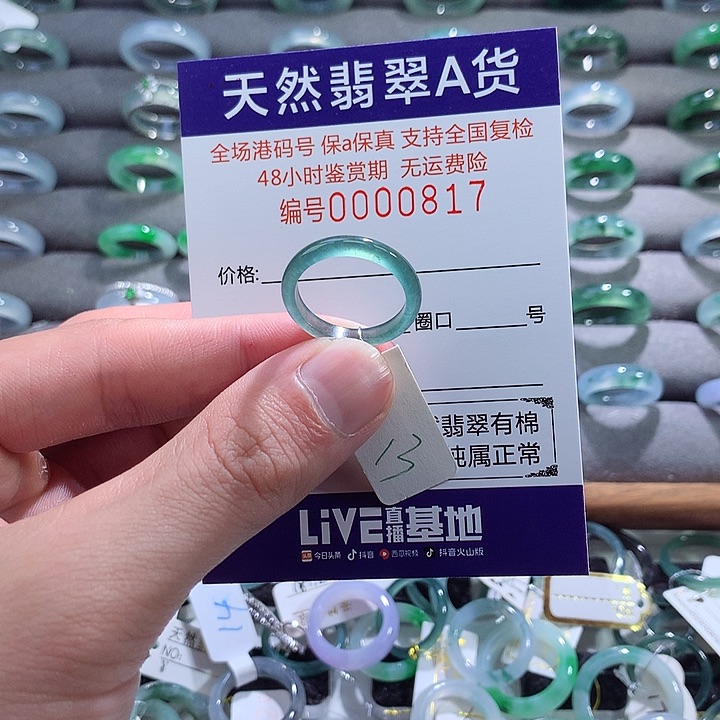 天然翡翠A货
全场港码号 保a保真 支持全国复检
48小时鉴赏期 无运费险
编号0000817
价格:
圈口 号
翡翠有棉
纯属正常
13
LiVE直播基地
今日头条 抖音 西瓜视频 抖音火山版
天然
NO: